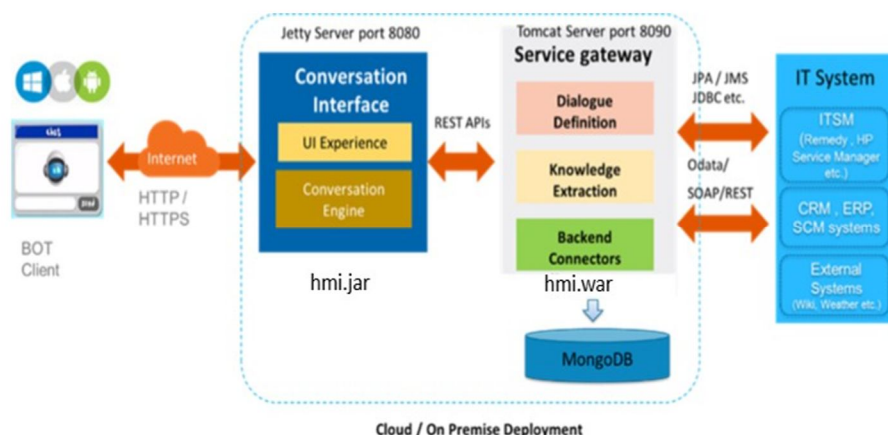 Jetty Server port 8080
Tomcat Server port 8090
Service gateway
Conversation
Interface
UI Experience
Conversation
Engine
hmi.jar
REST APIs
Dialogue
Definition
Knowledge
Extraction
Backend
Connectors
hmi.war
MongoDB
Internet
HTTP /
HTTPS
BOT
Client
JPA / JMS
JDBC etc.
Odata/
SOAP/REST
IT System
ITSM
(Remedy , HP
Service Manager
etc.)
CRM , ERP,
SCM systems
External
Systems
(Wiki, Weather etc.)
Cloud / On Premise Deployment